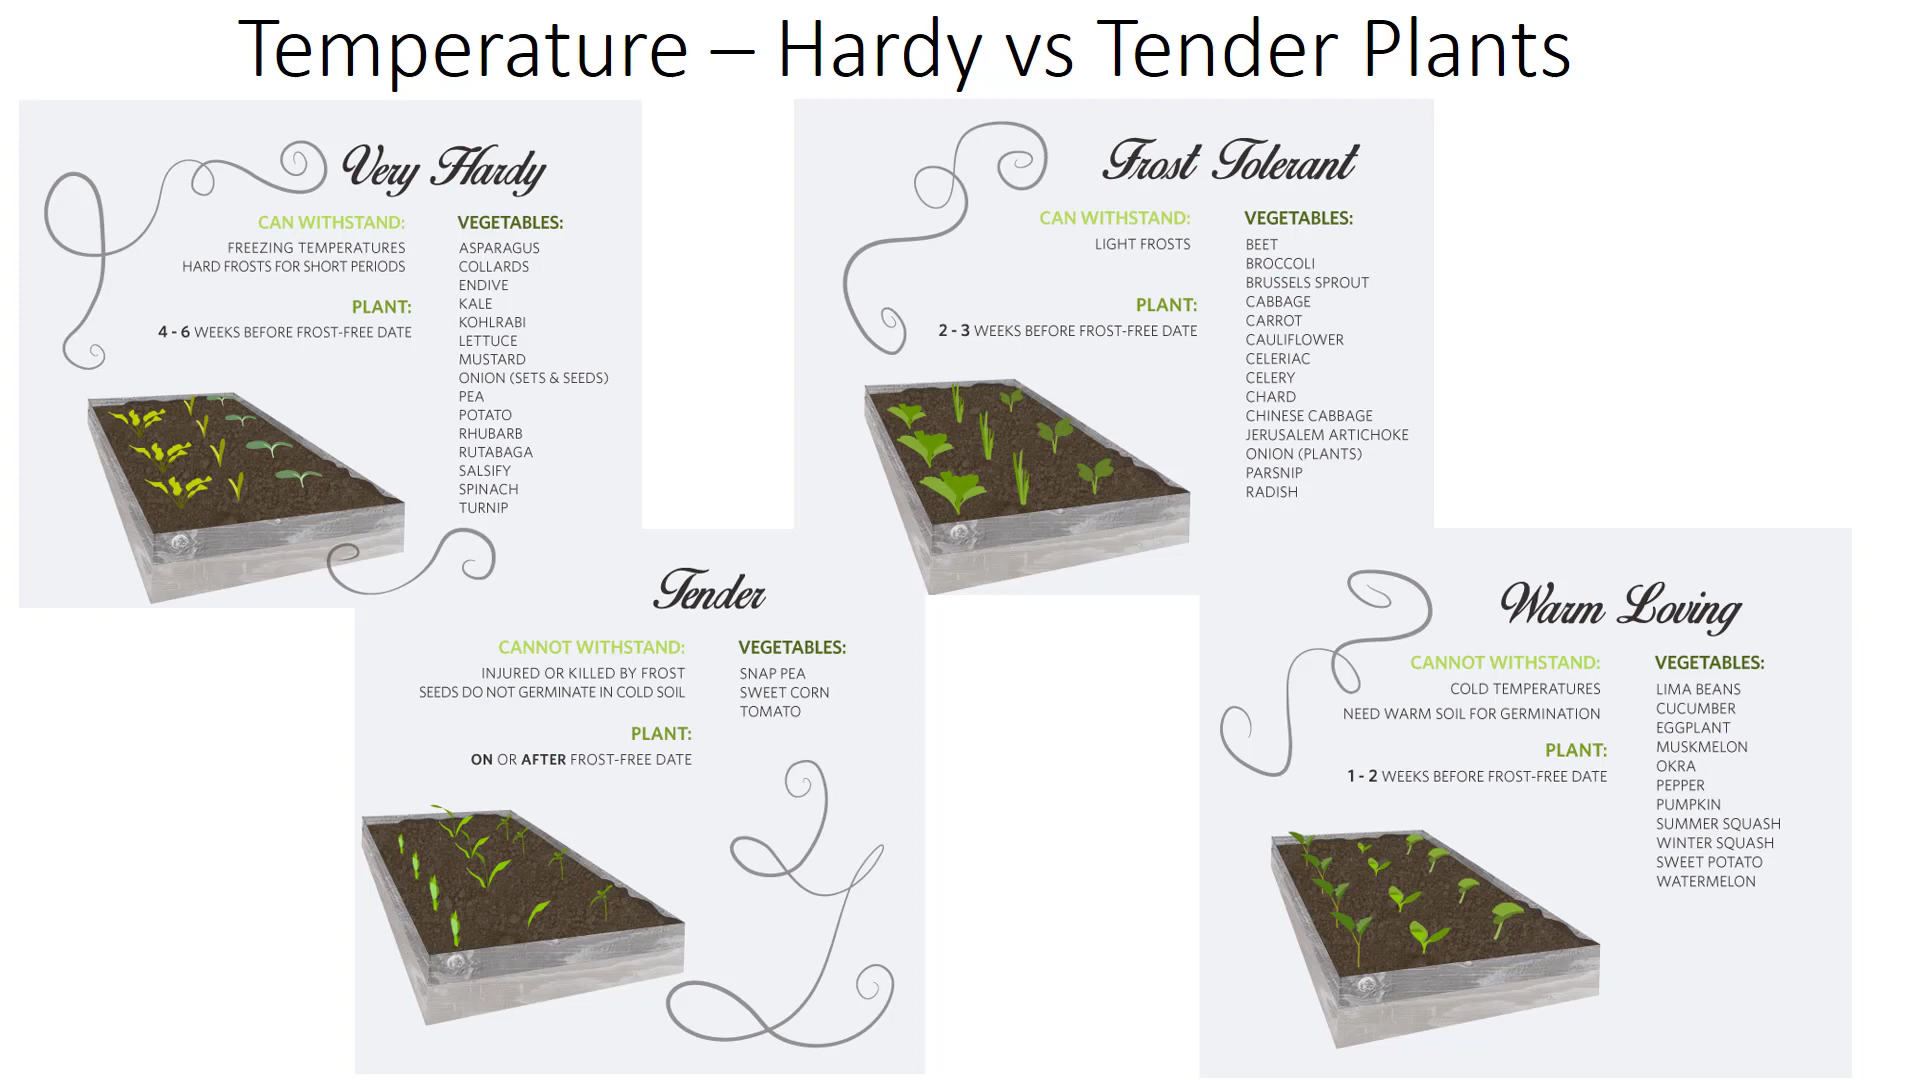 Temperature – Hardy vs Tender Plants
Very Hardy
CAN WITHSTAND:
FREEZING TEMPERATURES
HARD FROSTS FOR SHORT PERIODS
PLANT:
4 - 6 WEEKS BEFORE FROST-FREE DATE
VEGETABLES:
ASPARAGUS
COLLARDS
ENDIVE
KALE
KOHLRABI
LETTUCE
MUSTARD
ONION (SETS & SEEDS)
PEA
POTATO
RHUBARB
RUTABAGA
SALSIFY
SPINACH
TURNIP
Frost Tolerant
CAN WITHSTAND:
LIGHT FROSTS
PLANT:
2 - 3 WEEKS BEFORE FROST-FREE DATE
VEGETABLES:
BEET
BROCCOLI
BRUSSELS SPROUT
CABBAGE
CARROT
CAULIFLOWER
CELERIAC
CELERY
CHARD
CHINESE CABBAGE
JERUSALEM ARTICHOKE
ONION (PLANTS)
PARSNIP
RADISH
Tender
CANNOT WITHSTAND:
INJURED OR KILLED BY FROST
SEEDS DO NOT GERMINATE IN COLD SOIL
PLANT:
ON OR AFTER FROST-FREE DATE
VEGETABLES:
SNAP PEA
SWEET CORN
TOMATO
Warm Loving
CANNOT WITHSTAND:
COLD TEMPERATURES
NEED WARM SOIL FOR GERMINATION
PLANT:
1 - 2 WEEKS BEFORE FROST-FREE DATE
VEGETABLES:
LIMA BEANS
CUCUMBER
EGGPLANT
MUSKMELON
OKRA
PEPPER
PUMPKIN
SUMMER SQUASH
WINTER SQUASH
SWEET POTATO
WATERMELON